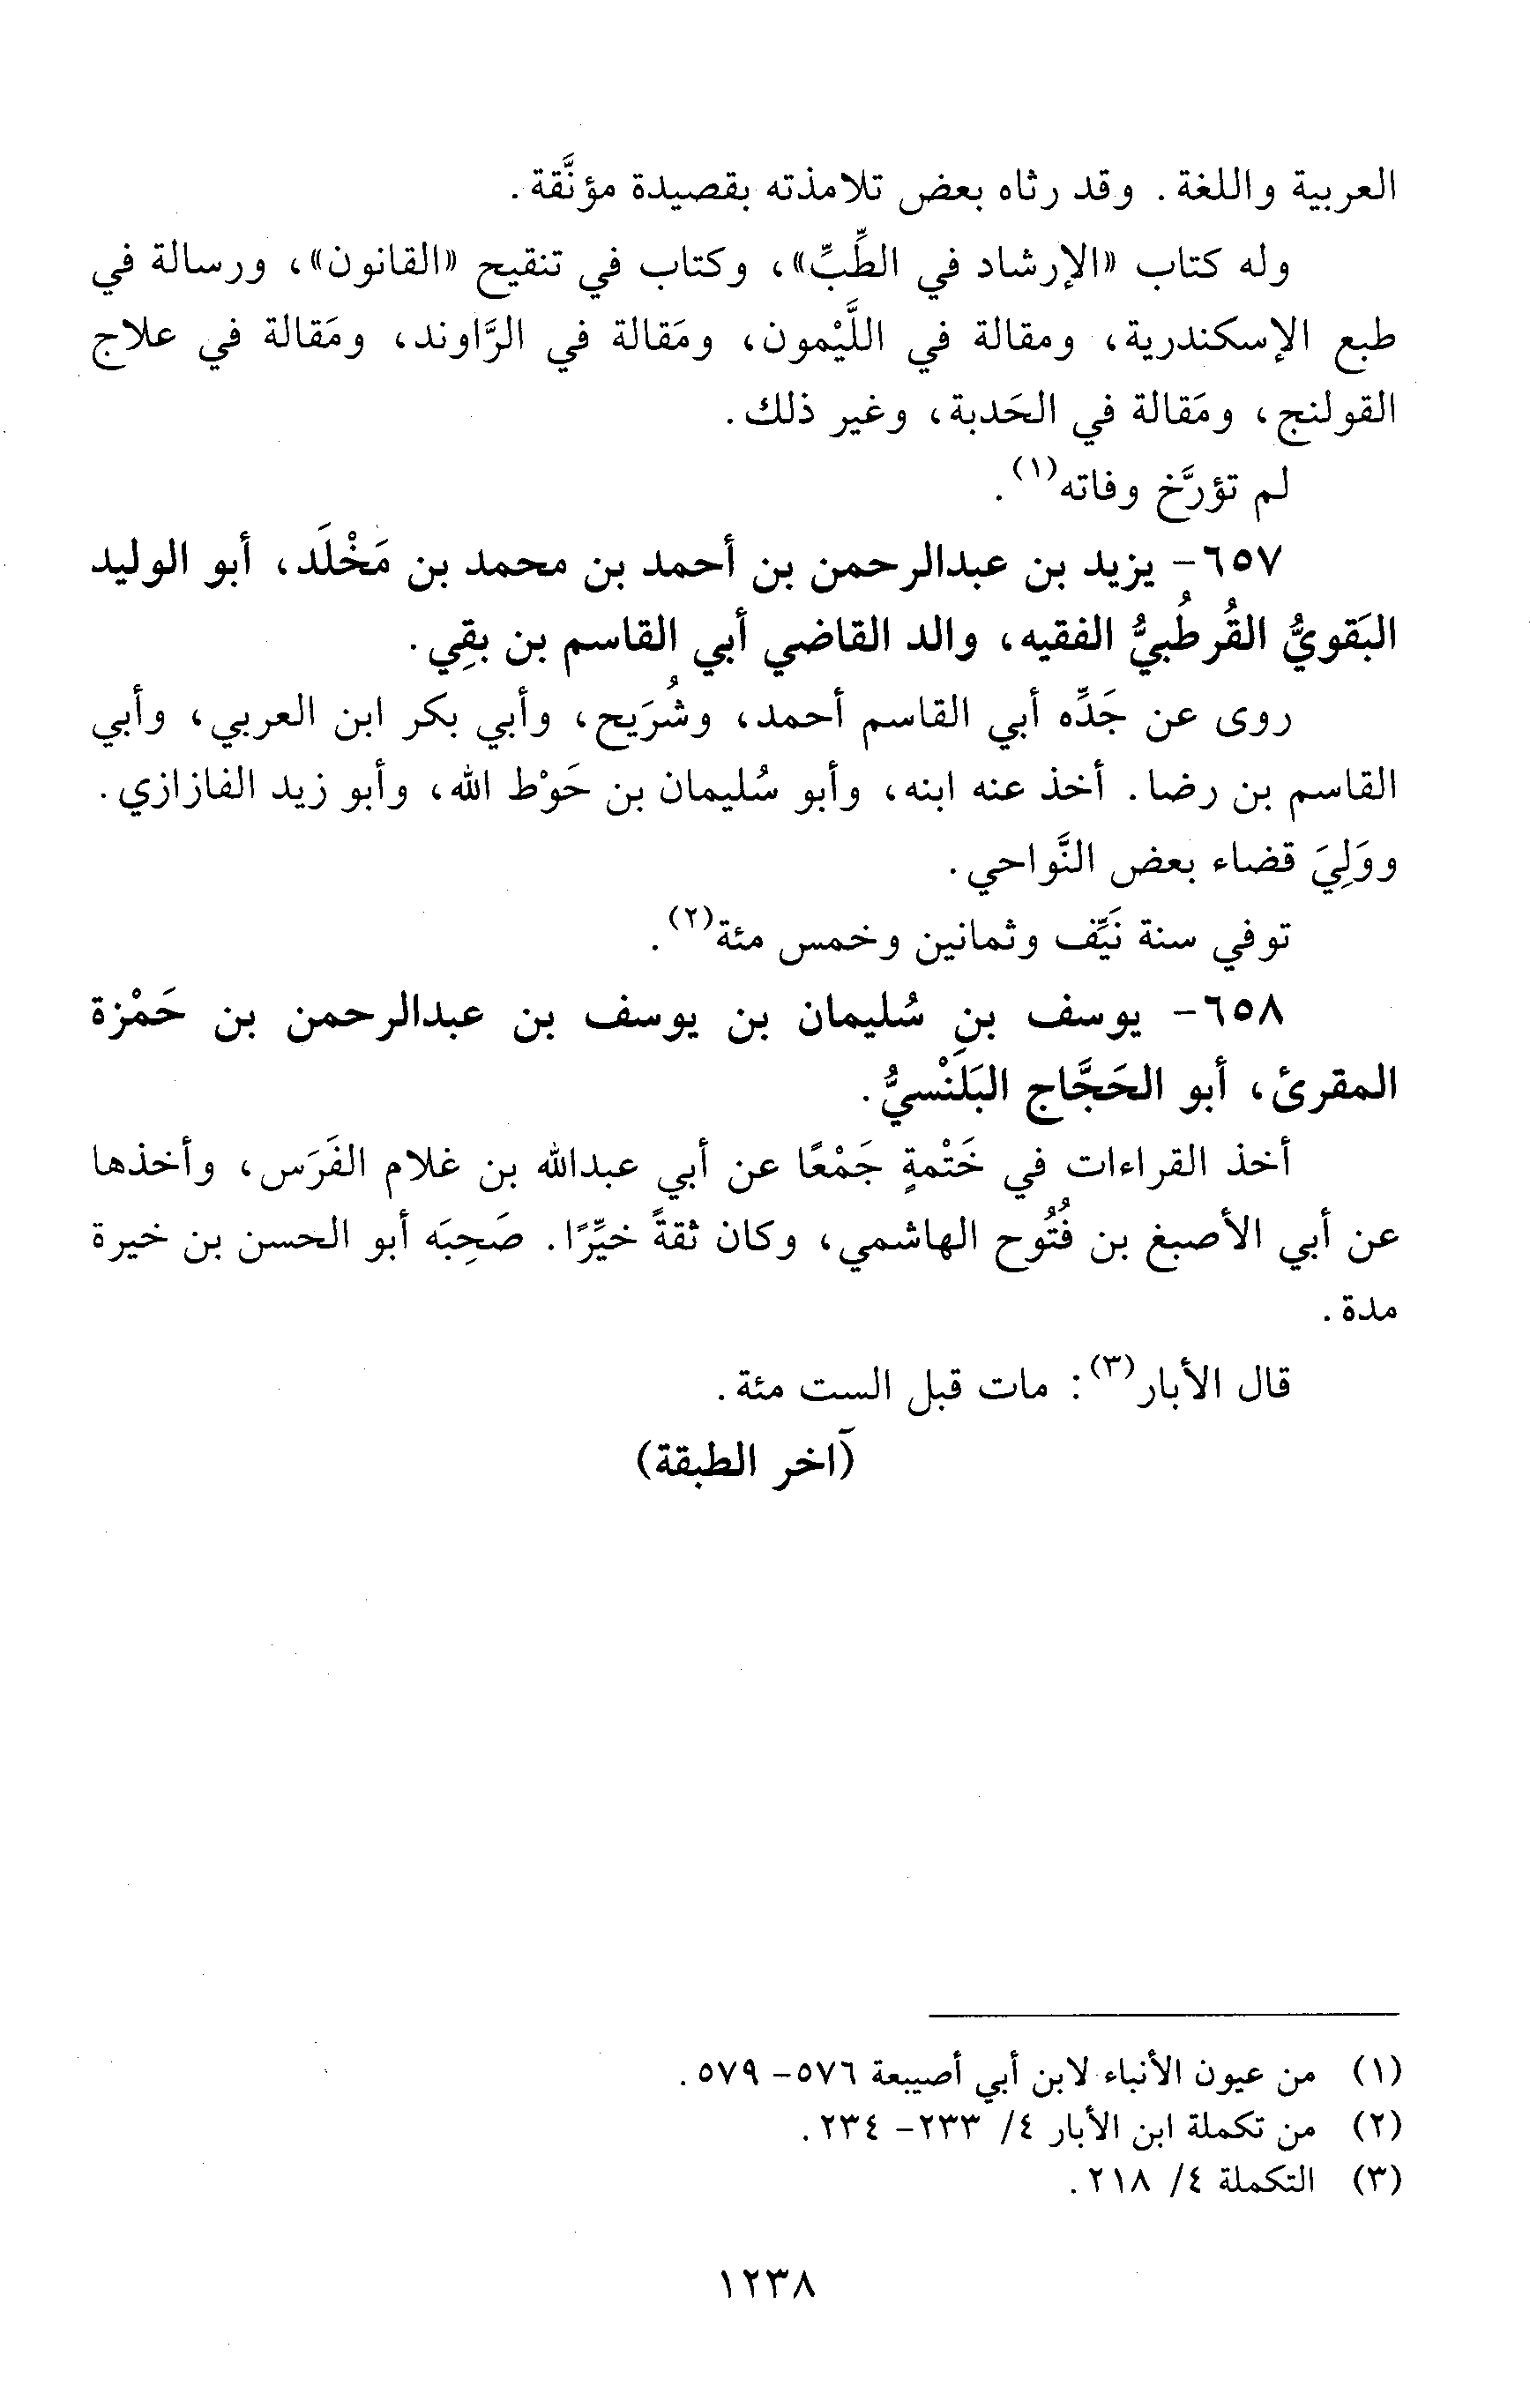 العربية واللغة. وقد رثاه بعض تلامذته بقصيدة مؤنَّقة.
وله كتاب «الإرشاد في الطِّبِّ»، وكتاب في تنقيح «القانون»، ورسالة في
طبع الإسكندرية، ومقالة في اللَّيْمون، ومَقالة في الرَّاوند، ومَقالة في علاج
القولنج، ومَقالة في الحَدبة، وغير ذلك.
لم تؤرَّخ وفاته(١).
٦٥٧- يزيد بن عبدالرحمن بن أحمد بن محمد بن مَخْلَد، أبو الوليد
البَقويُّ القُرطُبيُّ الفقيه، والد القاضي أبي القاسم بن بقِي.
روى عن جَدِّه أبي القاسم أحمد، وشُرَيح، وأبي بكر ابن العربي، وأبي
القاسم بن رضا. أخذ عنه ابنه، وأبو سُليمان بن حَوْط الله، وأبو زيد الفازازي.
ووَلِيَ قضاء بعض النَّواحي.
توفي سنة نَيِّف وثمانين وخمس مئة(٢).
٦٥٨- يوسف بن سُليمان بن يوسف بن عبدالرحمن بن حَمْزة
المقرئ، أبو الحَجَّاج البَلَنْسيُّ.
أخذ القراءات في خَتْمةٍ جَمْعًا عن أبي عبدالله بن غلام الفَرَس، وأخذها
عن أبي الأصبغ بن فُتُوح الهاشمي، وكان ثقةً خيِّرًا. صَحِبَه أبو الحسن بن خيرة
مدة.
قال الأبار(٣): مات قبل الست مئة.
(آخر الطبقة)
(١) من عيون الأنباء لابن أبي أصيبعة ٥٧٦- ٥٧٩.
(٢) من تكملة ابن الأبار ٤/ ٢٣٣- ٢٣٤.
(٣) التكملة ٤/ ٢١٨.
١٢٣٨